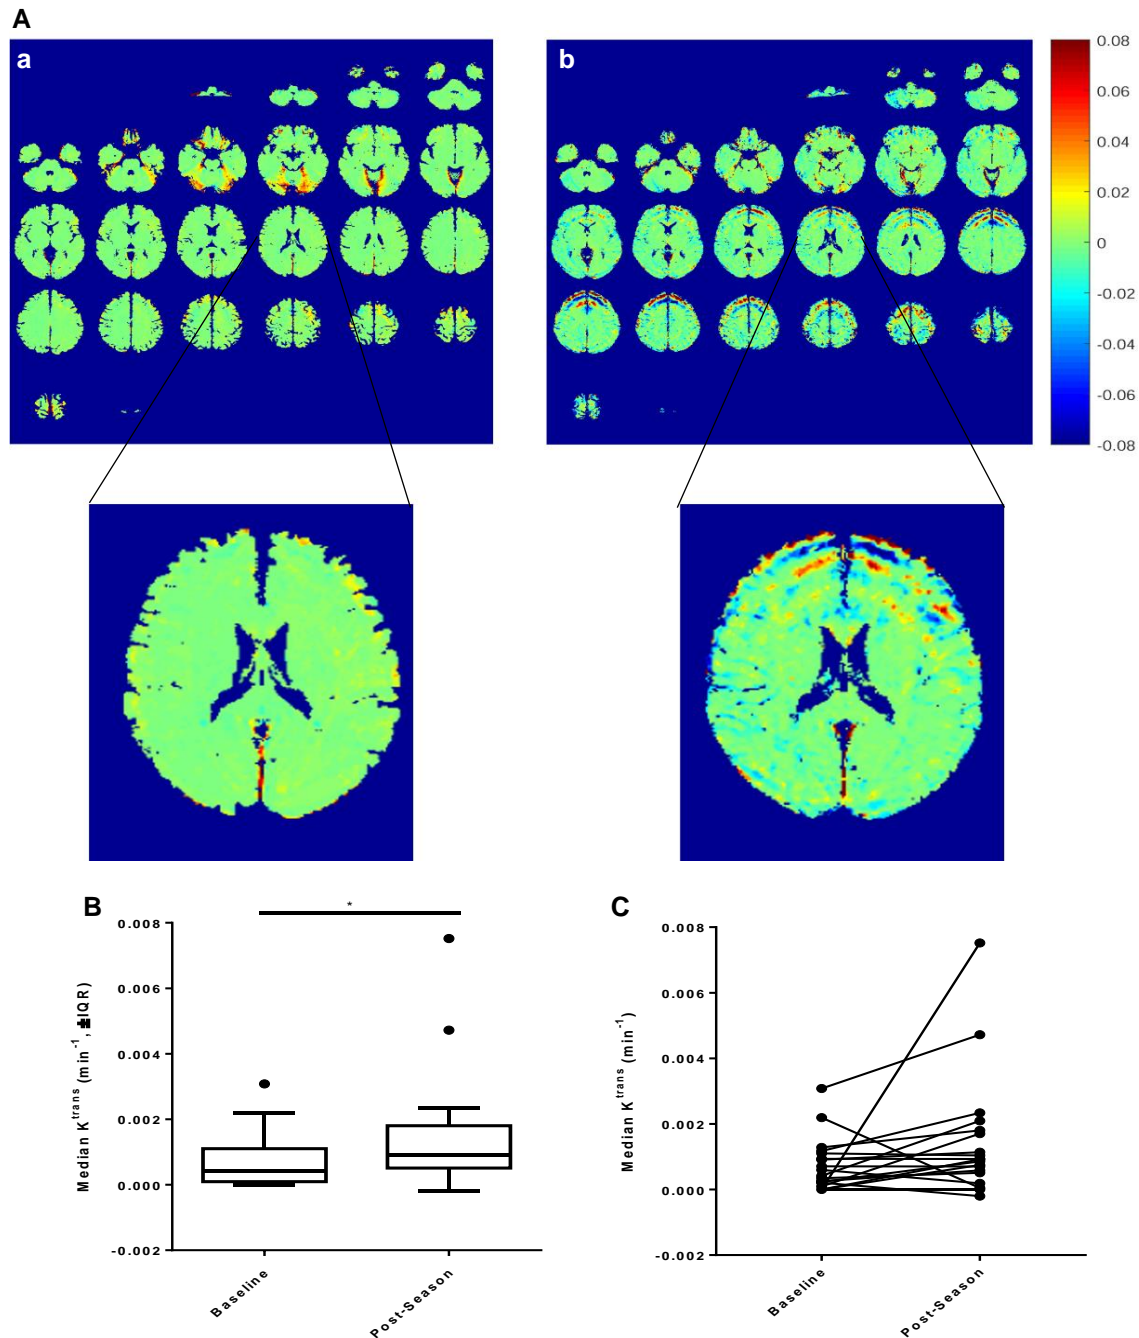 A
a
b
0.08
0.06
0.04
0.02
0
-0.02
-0.04
-0.06
-0.08
B
*
0.008
0.006
0.004
0.002
0.000
-0.002
Median K^trans (min^-1, ±IQR)
Baseline
Post-Season
C
0.008
0.006
0.004
0.002
0.000
-0.002
Median K^trans (min^-1)
Baseline
Post-Season